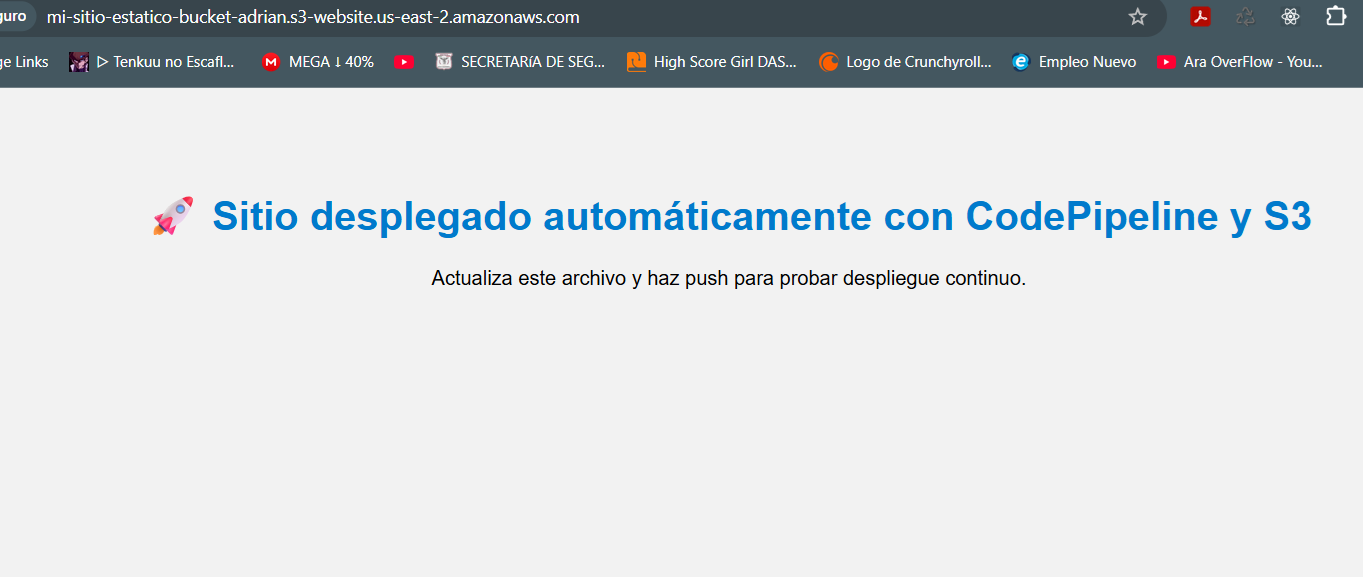 guro mi-sitio-estatico-bucket-adrian.s3-website.us-east-2.amazonaws.com
ge Links ▷ Tenkuu no Escafl... MEGA ⭣ 40% SECRETARíA DE SEG... High Score Girl DAS... Logo de Crunchyroll... Empleo Nuevo Ara OverFlow - You...
🚀 Sitio desplegado automáticamente con CodePipeline y S3
Actualiza este archivo y haz push para probar despliegue continuo.